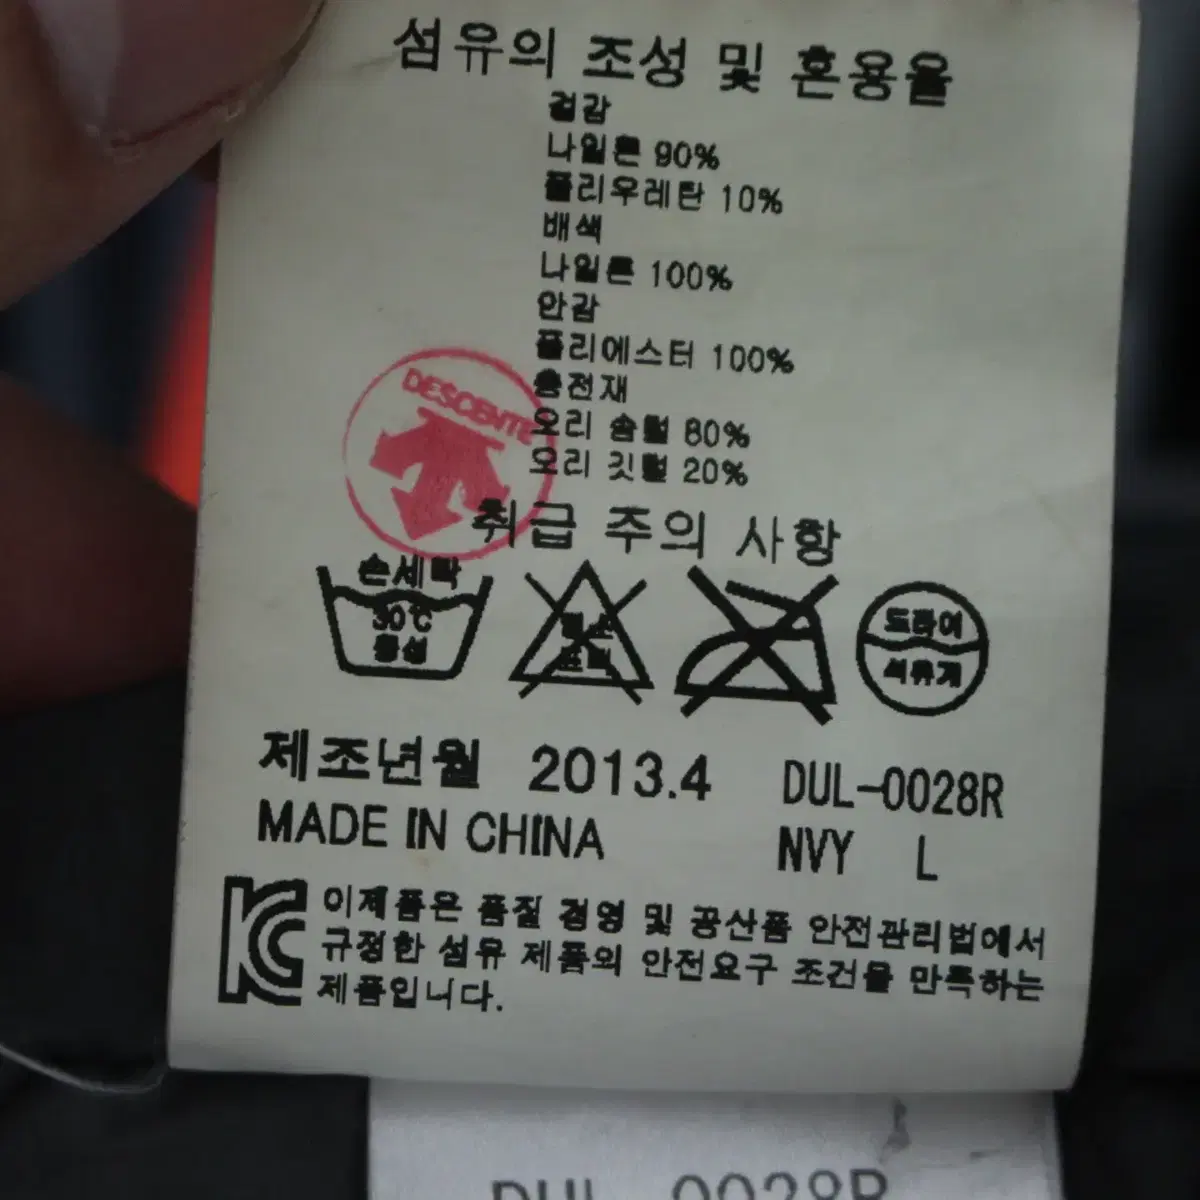 섬유의 조성 및 혼용율
겉감
나일론 90%
폴리우레탄 10%
배색
나일론 100%
안감
폴리에스터 100%
충전재
오리 솜털 80%
오리 깃털 20%
DESCENTE
취급 주의 사항
손세탁
30℃
중성
드라이
석유계
제조년월 2013.4 DUL-0028R
MADE IN CHINA NVY L
이제품은 품질 경영 및 공산품 안전관리법에서
규정한 섬유 제품의 안전요구 조건을 만족하는
제품입니다.
DUL-0028R